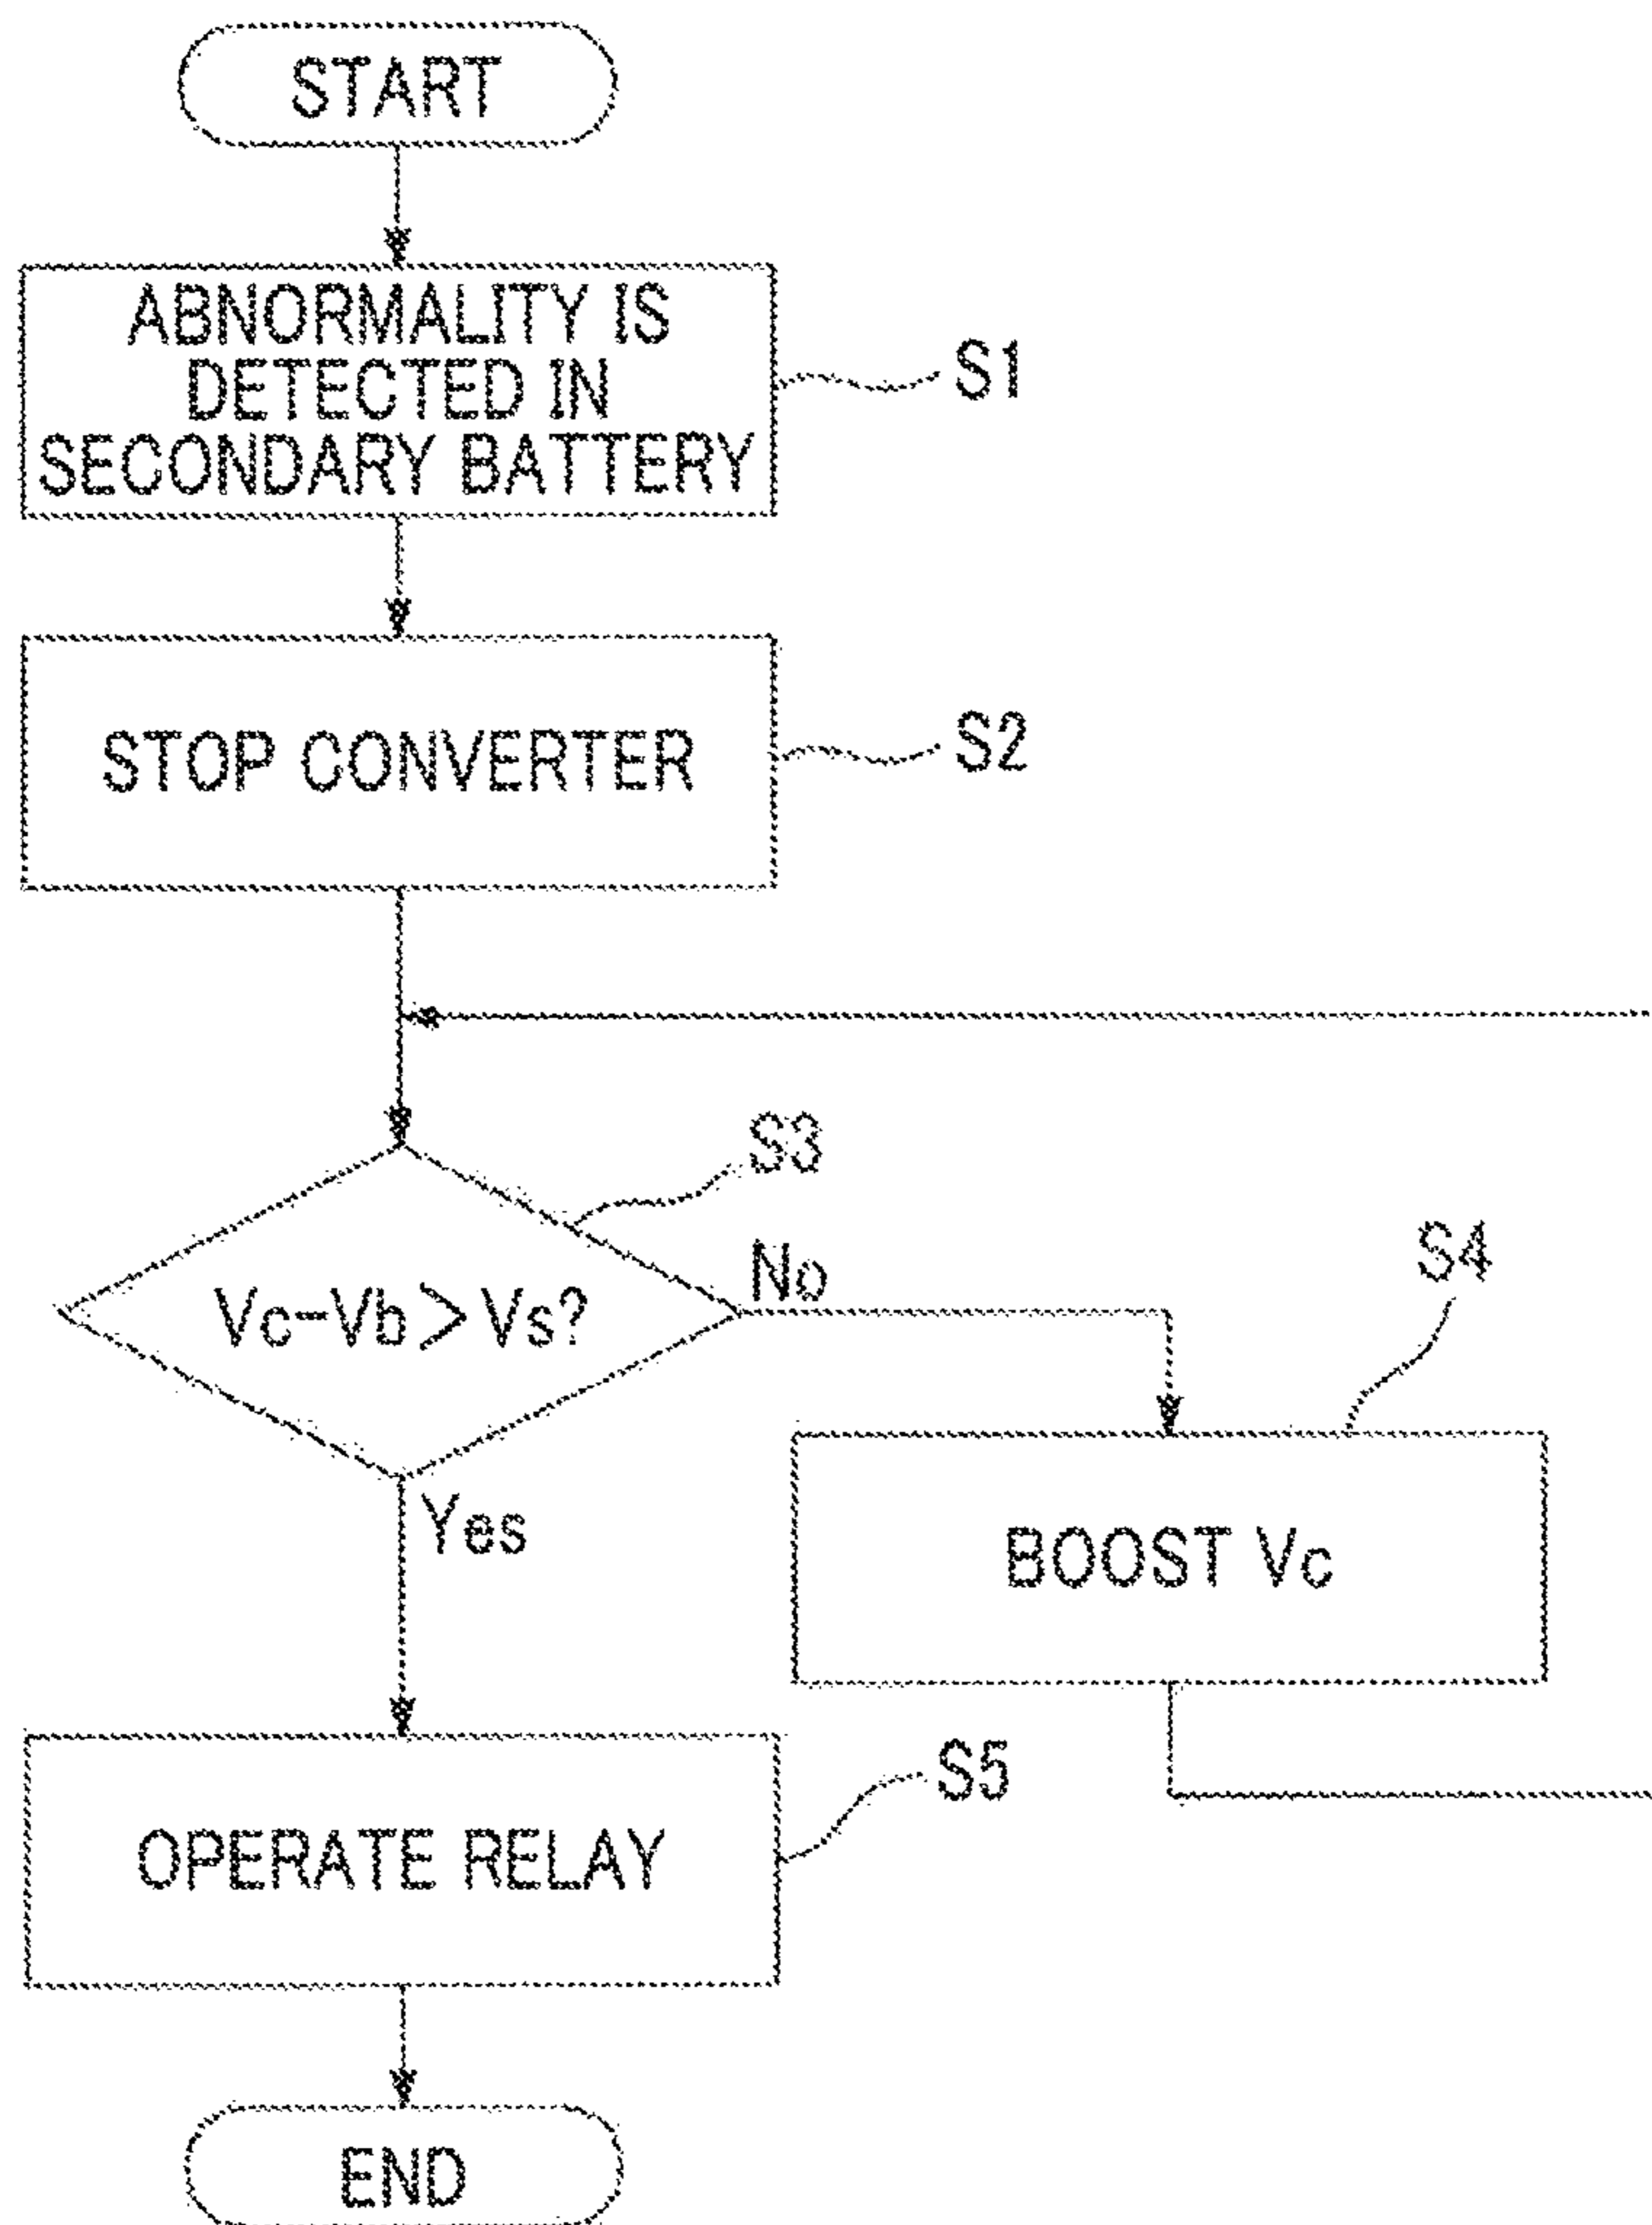 START
ABNORMALITY IS
DETECTED IN
SECONDARY BATTERY
S1
STOP CONVERTER
S2
S3
Vc-Vb>Vs?
No
S4
Yes
BOOST Vc
S5
OPERATE RELAY
END